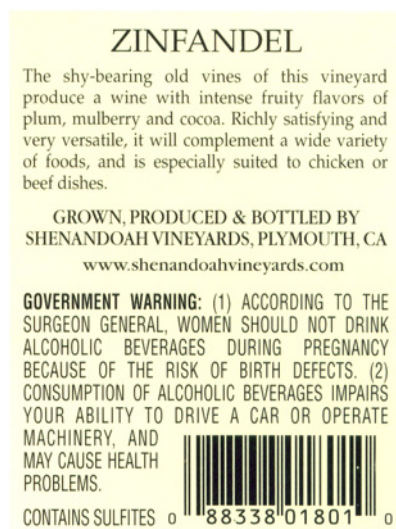 ZINFANDEL
The shy-bearing old vines of this vineyard
produce a wine with intense fruity flavors of
plum, mulberry and cocoa. Richly satisfying and
very versatile, it will complement a wide variety
of foods, and is especially suited to chicken or
beef dishes.
GROWN, PRODUCED & BOTTLED BY
SHENANDOAH VINEYARDS, PLYMOUTH, CA
www.shenandoahvineyards.com
GOVERNMENT WARNING: (1) ACCORDING TO THE
SURGEON GENERAL, WOMEN SHOULD NOT DRINK
ALCOHOLIC BEVERAGES DURING PREGNANCY
BECAUSE OF THE RISK OF BIRTH DEFECTS. (2)
CONSUMPTION OF ALCOHOLIC BEVERAGES IMPAIRS
YOUR ABILITY TO DRIVE A CAR OR OPERATE
MACHINERY, AND
MAY CAUSE HEALTH
PROBLEMS.
CONTAINS SULFITES 0 88338 01801 0